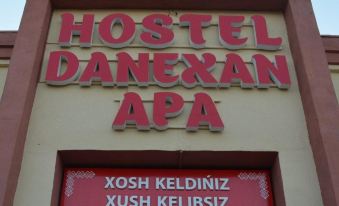 HOSTEL
DANEXAN
APA
XOSH KELDIŃIZ
XUSH KELIBSIZ